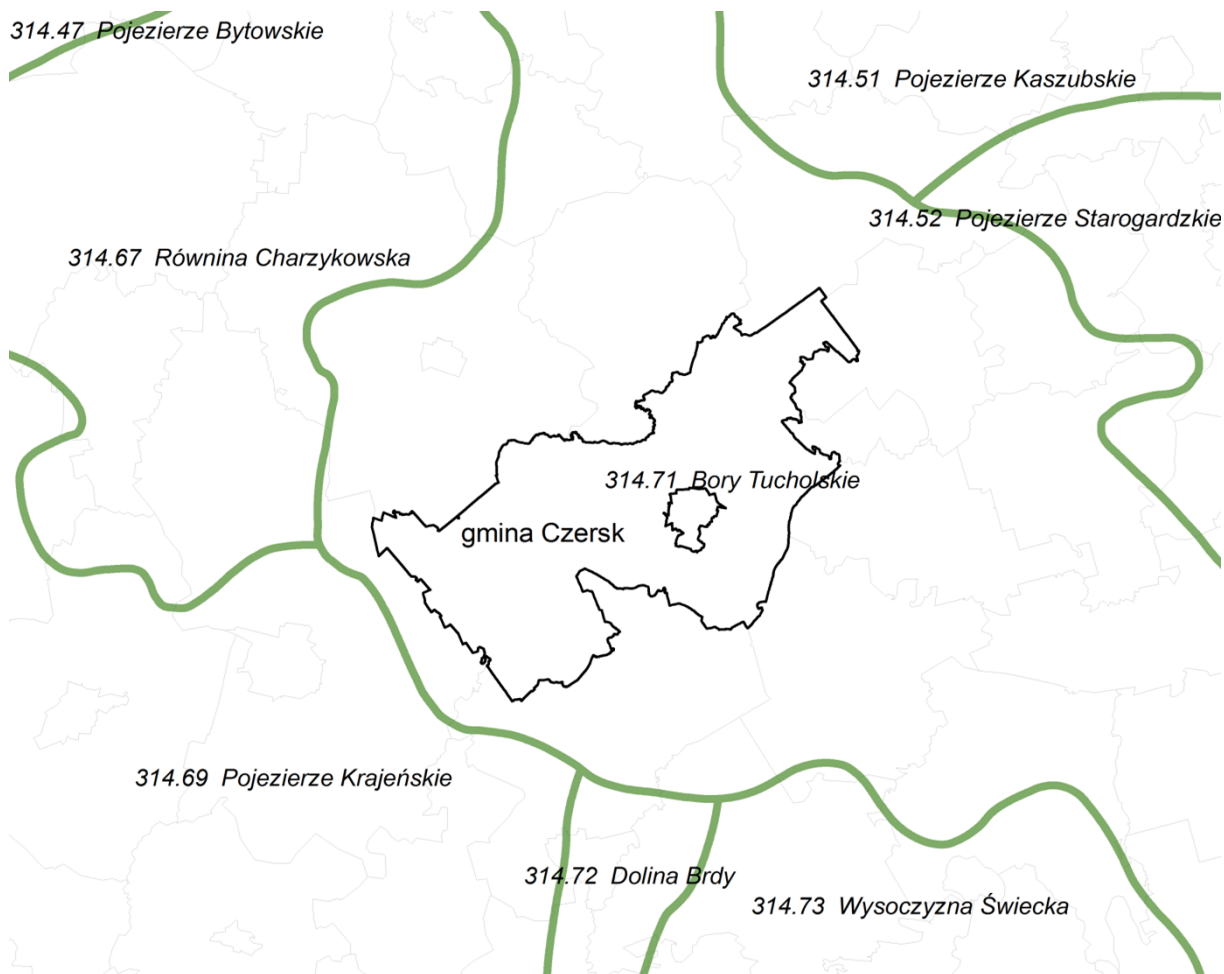 314.47 Pojezierze Bytowskie
314.51 Pojezierze Kaszubskie
314.52 Pojezierze Starogardzkie
314.67 Równina Charzykowska
314.71 Bory Tucholskie
gmina Czersk
314.69 Pojezierze Krajeńskie
314.72 Dolina Brdy
314.73 Wysoczyzna Świecka